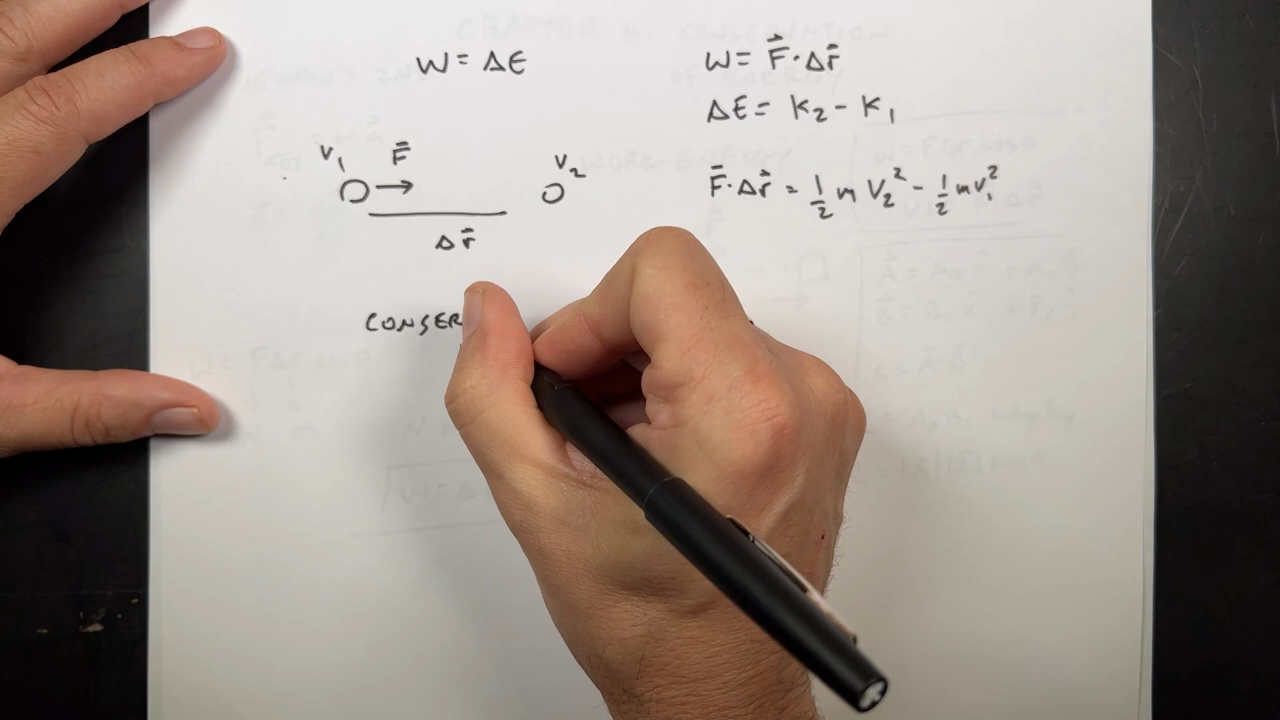 W = ΔE
W = F⃗ · Δr⃗
ΔE = K₂ - K₁
V₁ F⃗ V₂
F⃗ · Δr⃗ = 1/2 m V₂² - 1/2 m V₁²
Δr⃗
CONSER